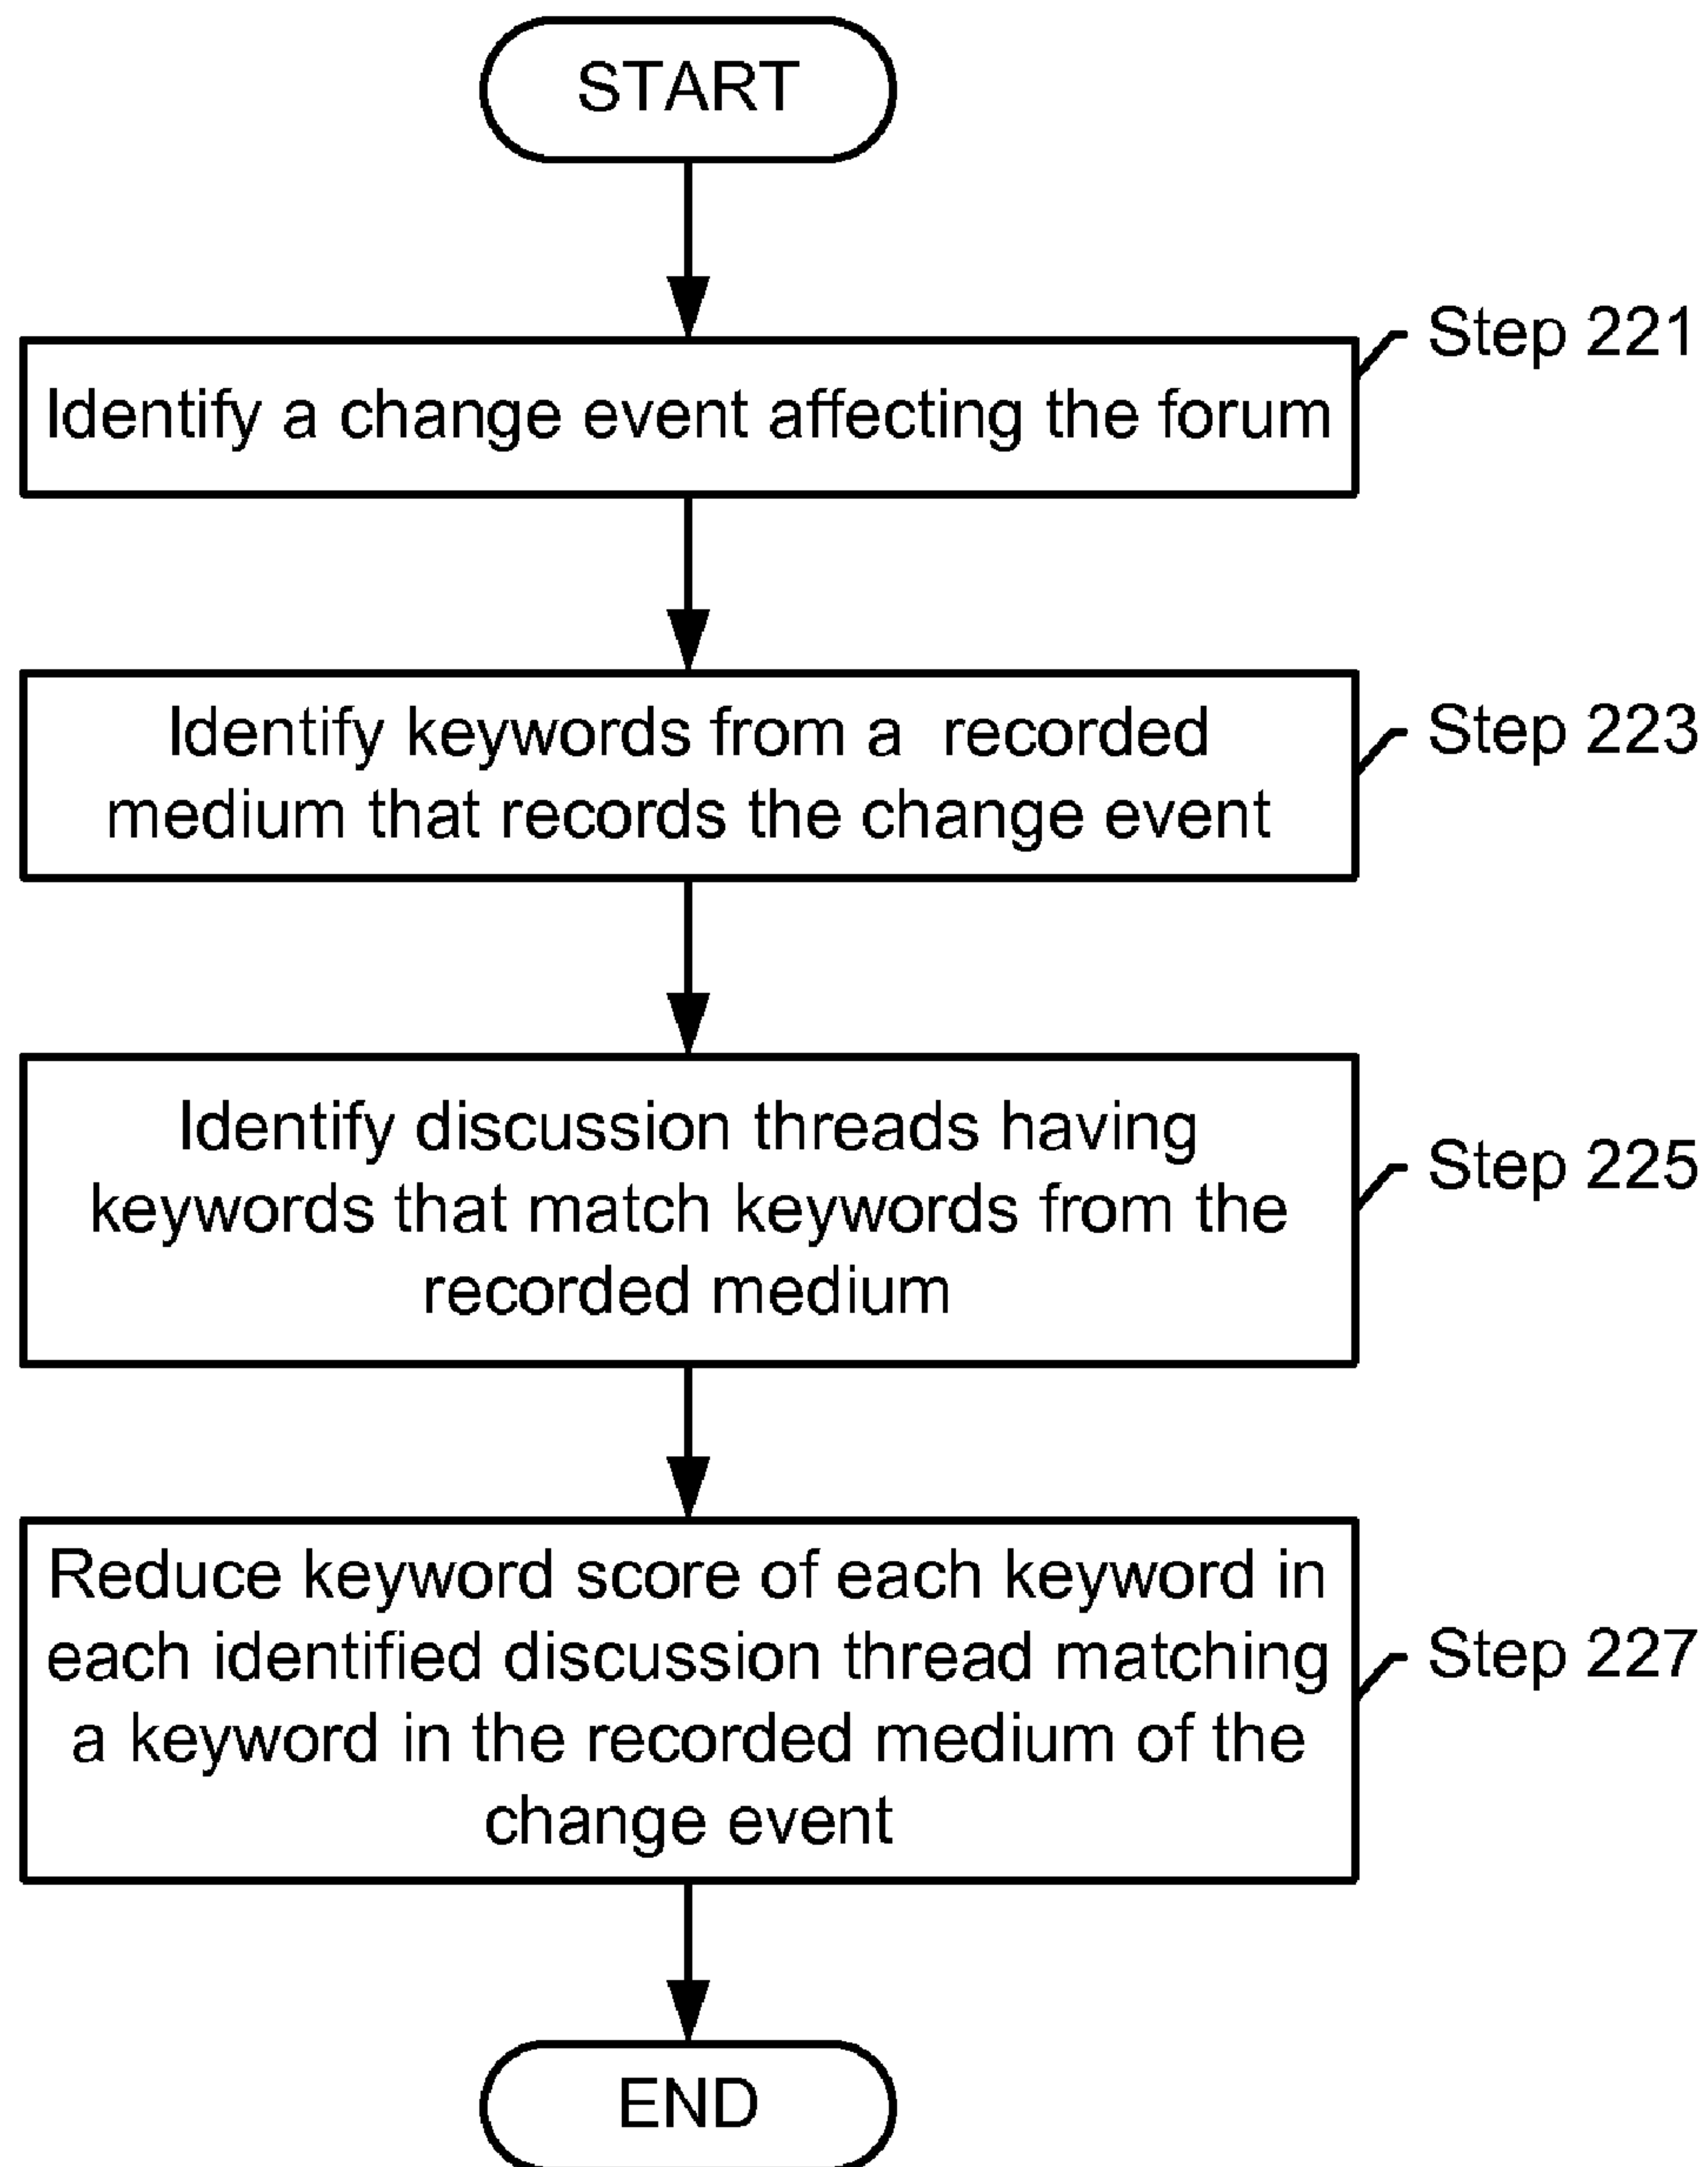 START
Step 221
Identify a change event affecting the forum
Step 223
Identify keywords from a recorded
medium that records the change event
Step 225
Identify discussion threads having
keywords that match keywords from the
recorded medium
Step 227
Reduce keyword score of each keyword in
each identified discussion thread matching
a keyword in the recorded medium of the
change event
END